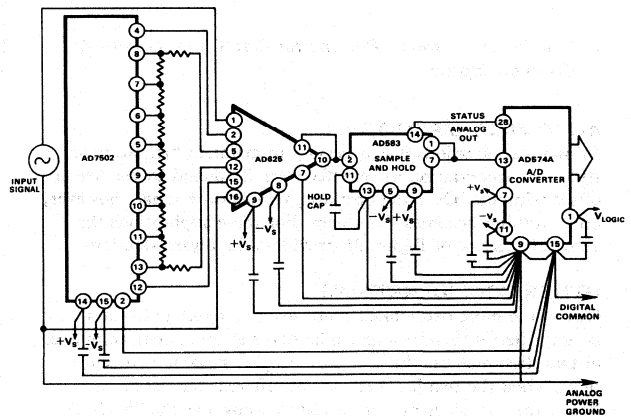 AD7502
4
8
7
6
5
9
10
11
13
12
14
15
2
+Vs
-Vs
INPUT
SIGNAL
1
2
5
12
15
16
AD625
11
10
7
8
9
-Vs
+Vs
2
11
14
1
7
AD583
SAMPLE
AND HOLD
13
5
9
HOLD
CAP
-Vs
+Vs
STATUS
ANALOG
OUT
28
13
7
11
AD574A
A/D
CONVERTER
+Vs
-Vs
1
VLOGIC
9
15
DIGITAL
COMMON
ANALOG
POWER
GROUND